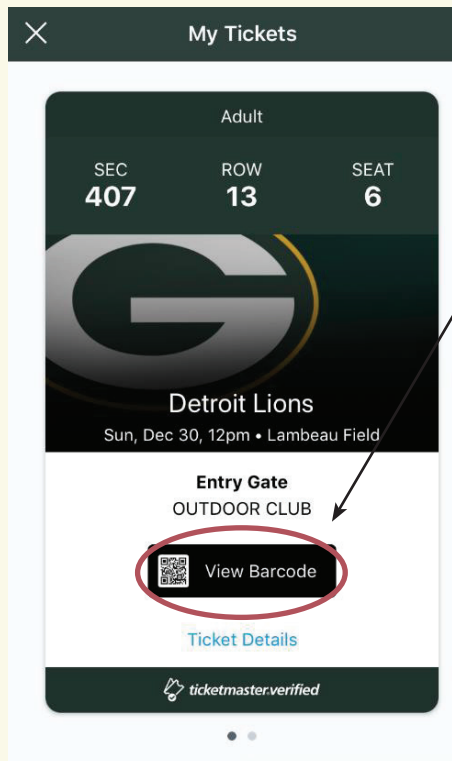 My Tickets
Adult
SEC ROW SEAT
407 13 6
G
Detroit Lions
Sun, Dec 30, 12pm • Lambeau Field
Entry Gate
OUTDOOR CLUB
View Barcode
Ticket Details
ticketmaster.verified